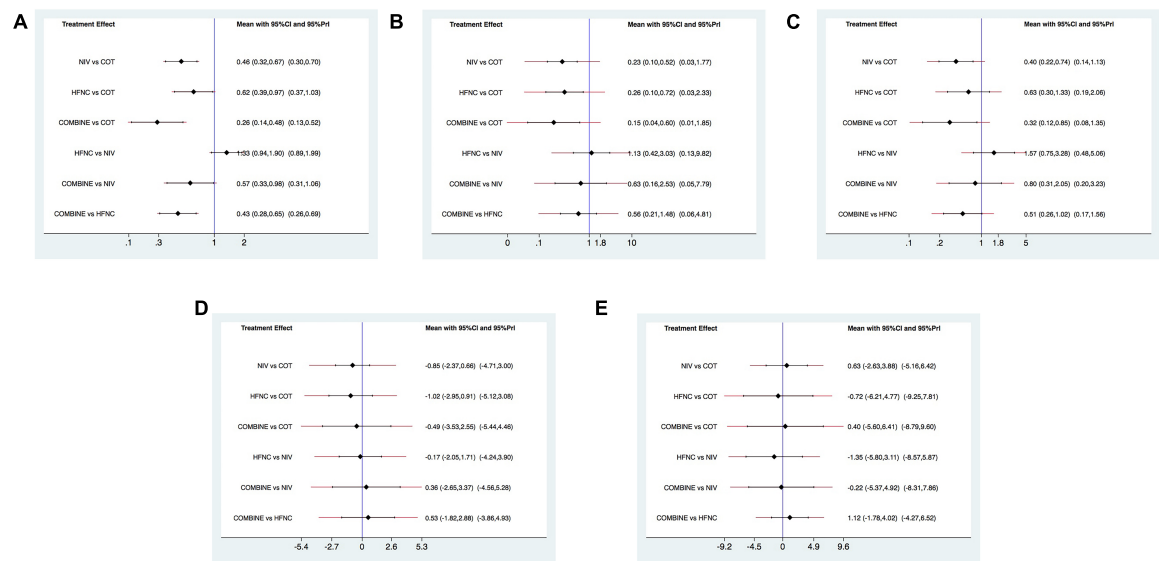 A
Treatment Effect Mean with 95%CI and 95%PrI
NIV vs COT 0.46 (0.32,0.67) (0.30,0.70)
HFNC vs COT 0.62 (0.39,0.97) (0.37,1.03)
COMBINE vs COT 0.26 (0.14,0.48) (0.13,0.52)
HFNC vs NIV 1.33 (0.94,1.90) (0.89,1.99)
COMBINE vs NIV 0.57 (0.33,0.98) (0.31,1.06)
COMBINE vs HFNC 0.43 (0.28,0.65) (0.26,0.69)
.1 .3 1 2
B
Treatment Effect Mean with 95%CI and 95%PrI
NIV vs COT 0.23 (0.10,0.52) (0.03,1.77)
HFNC vs COT 0.26 (0.10,0.72) (0.03,2.33)
COMBINE vs COT 0.15 (0.04,0.60) (0.01,1.85)
HFNC vs NIV 1.13 (0.42,3.03) (0.13,9.82)
COMBINE vs NIV 0.63 (0.16,2.53) (0.05,7.79)
COMBINE vs HFNC 0.56 (0.21,1.48) (0.06,4.81)
0 .1 1 1.8 10
C
Treatment Effect Mean with 95%CI and 95%PrI
NIV vs COT 0.40 (0.22,0.74) (0.14,1.13)
HFNC vs COT 0.63 (0.30,1.33) (0.19,2.06)
COMBINE vs COT 0.32 (0.12,0.85) (0.08,1.35)
HFNC vs NIV 1.57 (0.75,3.28) (0.48,5.06)
COMBINE vs NIV 0.80 (0.31,2.05) (0.20,3.23)
COMBINE vs HFNC 0.51 (0.26,1.02) (0.17,1.56)
.1 .2 1 1.8 5
D
Treatment Effect Mean with 95%CI and 95%PrI
NIV vs COT -0.85 (-2.37,0.66) (-4.71,3.00)
HFNC vs COT -1.02 (-2.95,0.91) (-5.12,3.08)
COMBINE vs COT -0.49 (-3.53,2.55) (-5.44,4.46)
HFNC vs NIV -0.17 (-2.05,1.71) (-4.24,3.90)
COMBINE vs NIV 0.36 (-2.65,3.37) (-4.56,5.28)
COMBINE vs HFNC 0.53 (-1.82,2.88) (-3.86,4.93)
-5.4 -2.7 0 2.6 5.3
E
Treatment Effect Mean with 95%CI and 95%PrI
NIV vs COT 0.63 (-2.63,3.88) (-5.16,6.42)
HFNC vs COT -0.72 (-6.21,4.77) (-9.25,7.81)
COMBINE vs COT 0.40 (-5.60,6.41) (-8.79,9.60)
HFNC vs NIV -1.35 (-5.80,3.11) (-8.57,5.87)
COMBINE vs NIV -0.22 (-5.37,4.92) (-8.31,7.86)
COMBINE vs HFNC 1.12 (-1.78,4.02) (-4.27,6.52)
-9.2 -4.5 0 4.9 9.6